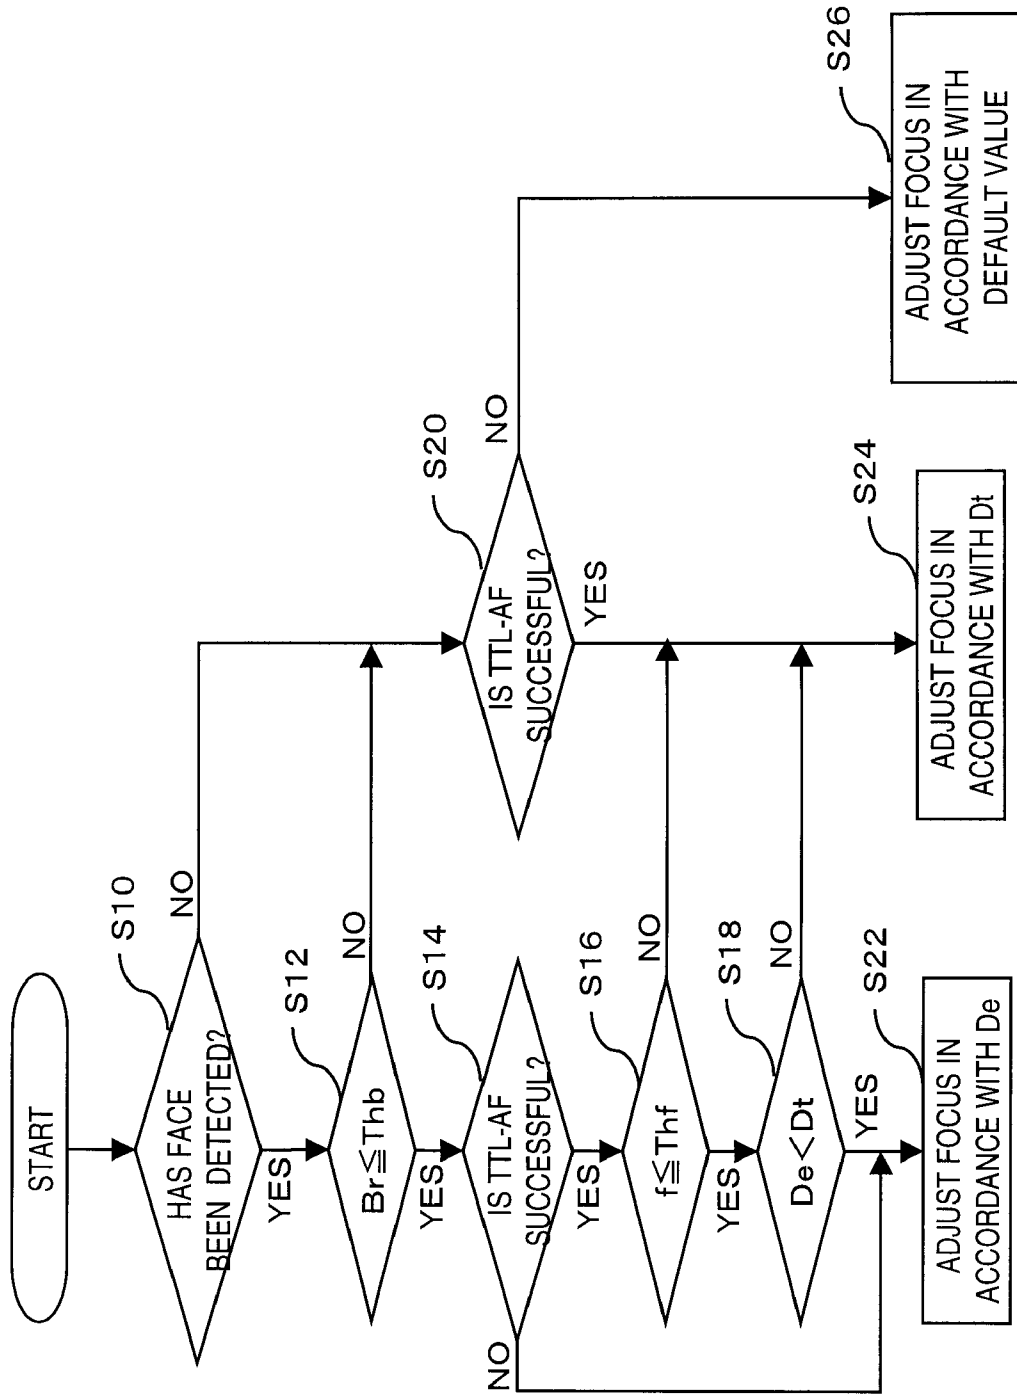 START
HAS FACE
BEEN DETECTED?
S10
NO
YES
Br≦Thb
S12
NO
YES
IS TTL-AF
SUCCESSFUL?
S14
NO
YES
f≦Thf
S16
NO
YES
De<Dt
S18
NO
YES
ADJUST FOCUS IN
ACCORDANCE WITH De
S22
IS TTL-AF
SUCCESSFUL?
S20
NO
YES
ADJUST FOCUS IN
ACCORDANCE WITH Dt
S24
ADJUST FOCUS IN
ACCORDANCE WITH
DEFAULT VALUE
S26